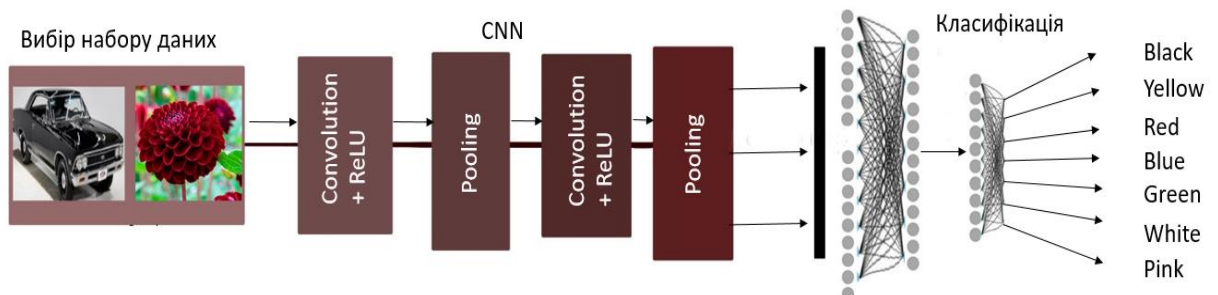 Вибір набору даних
CNN
Класифікація
Convolution
+ ReLU
Pooling
Convolution
+ ReLU
Pooling
Black
Yellow
Red
Blue
Green
White
Pink